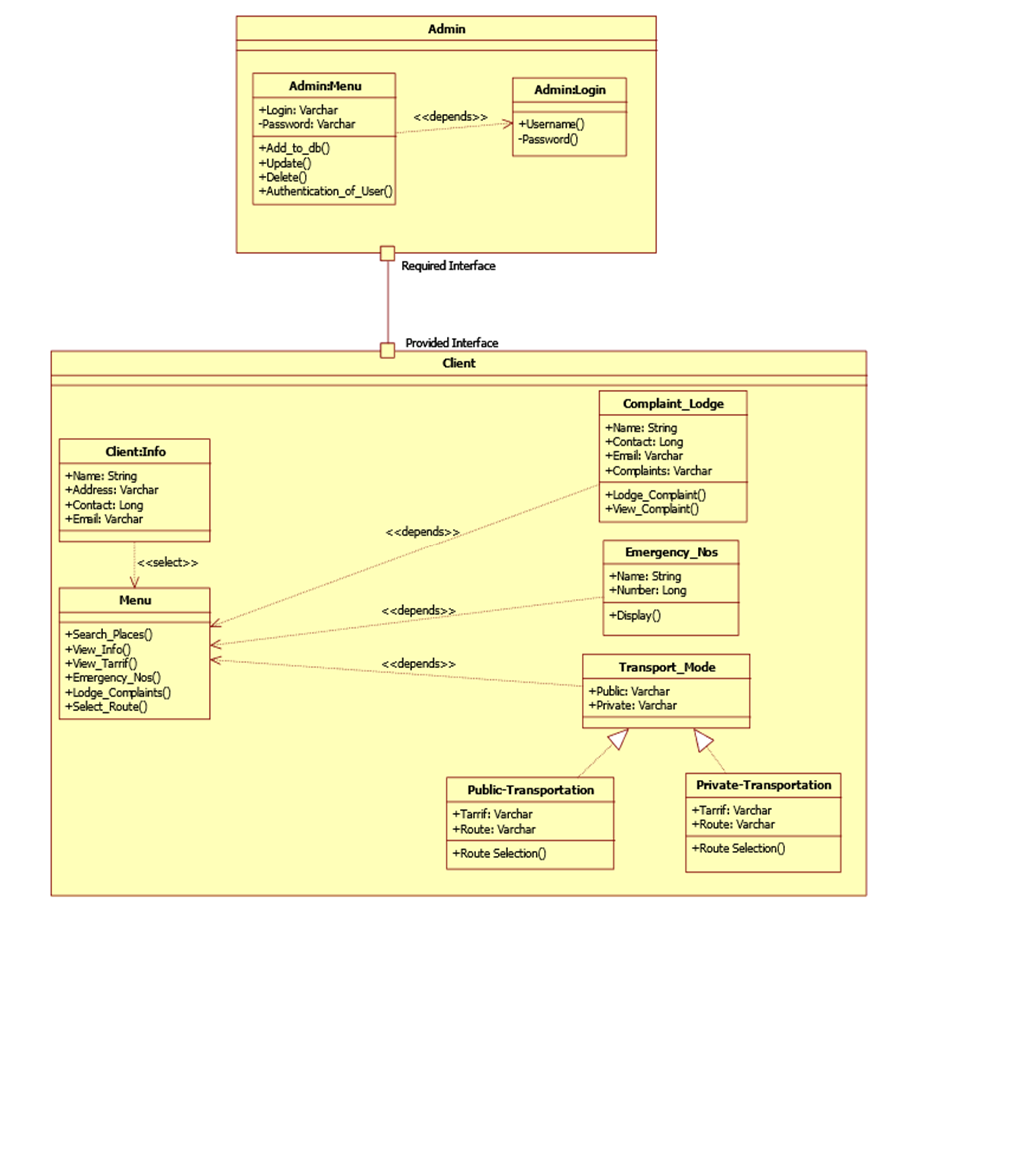 Admin
Admin:Menu
+Login: Varchar
-Password: Varchar
+Add_to_db()
+Update()
+Delete()
+Authentication_of_User()
<<depends>>
Admin:Login
+Username()
-Password()
Required Interface
Provided Interface
Client
Client:Info
+Name: String
+Address: Varchar
+Contact: Long
+Email: Varchar
<<select>>
Menu
+Search_Places()
+View_Info()
+View_Tarrif()
+Emergency_Nos()
+Lodge_Complaints()
+Select_Route()
<<depends>>
<<depends>>
<<depends>>
Complaint_Lodge
+Name: String
+Contact: Long
+Email: Varchar
+Complaints: Varchar
+Lodge_Complaint()
+View_Complaint()
Emergency_Nos
+Name: String
+Number: Long
+Display()
Transport_Mode
+Public: Varchar
+Private: Varchar
Public-Transportation
+Tarrif: Varchar
+Route: Varchar
+Route Selection()
Private-Transportation
+Tarrif: Varchar
+Route: Varchar
+Route Selection()